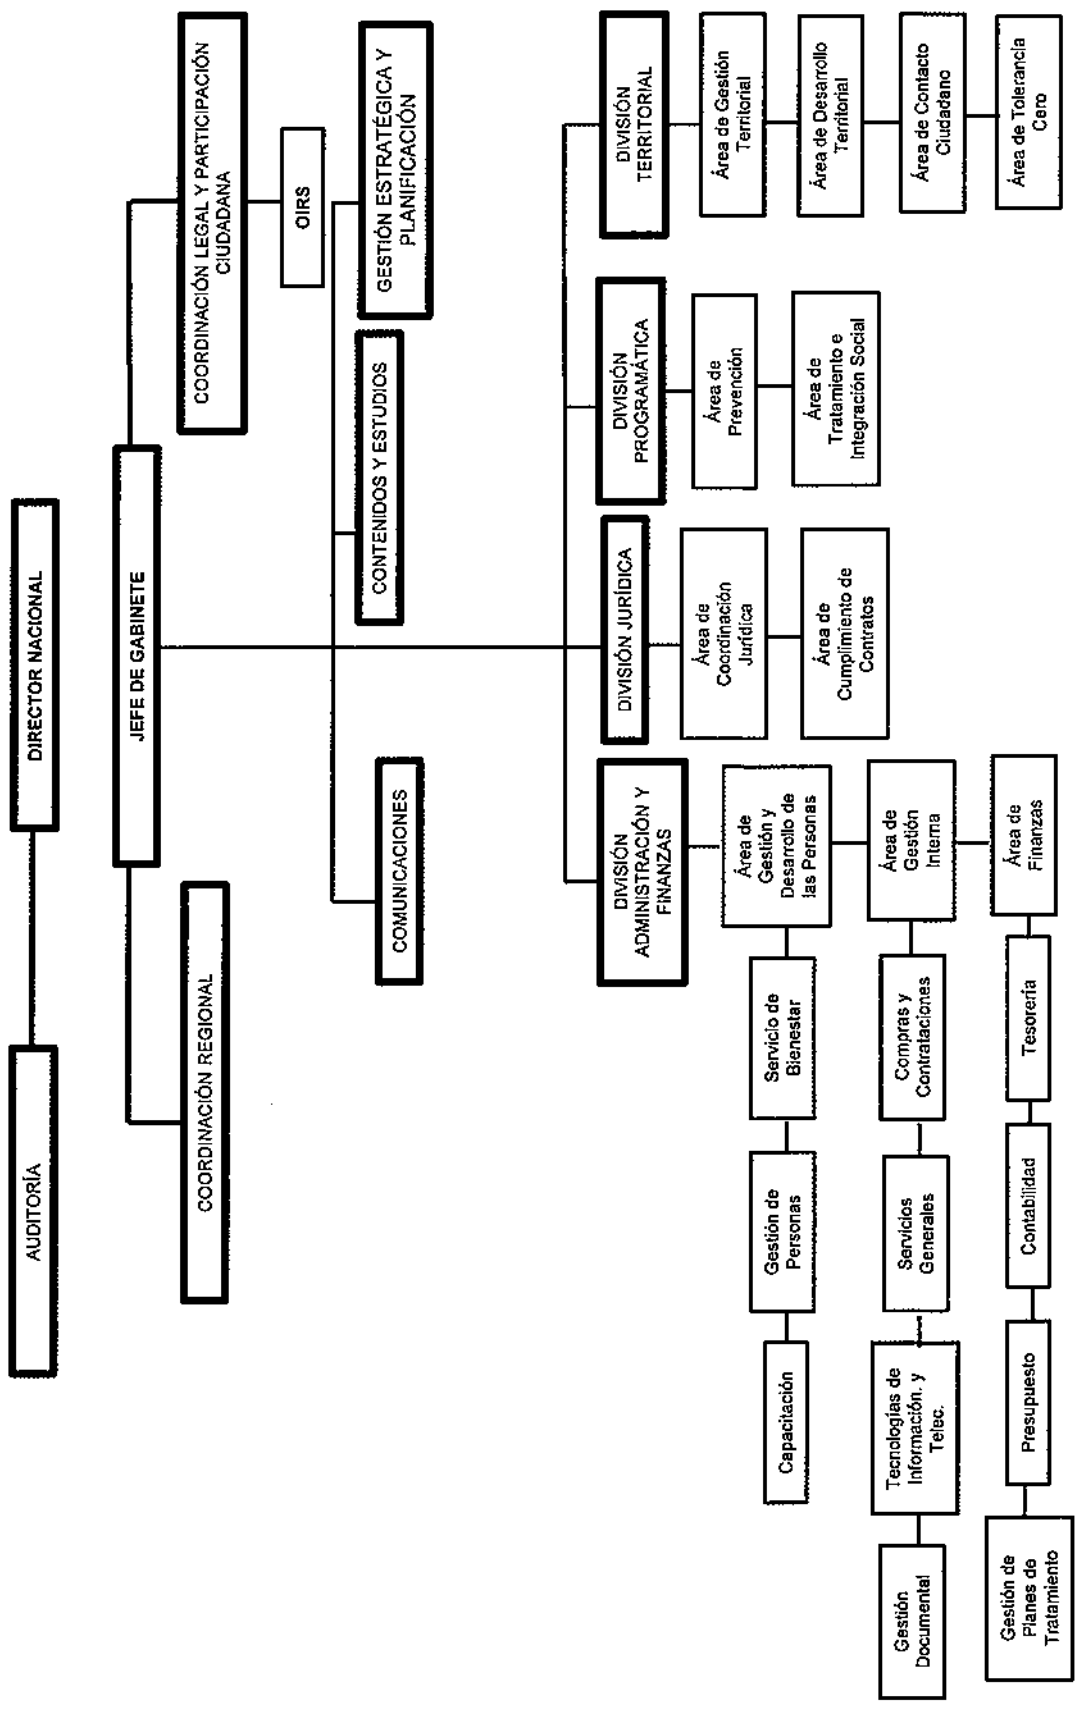 DIRECTOR NACIONAL
AUDITORÍA
JEFE DE GABINETE
COORDINACIÓN REGIONAL
COORDINACIÓN LEGAL Y PARTICIPACIÓN
CIUDADANA
OIRS
COMUNICACIONES
CONTENIDOS Y ESTUDIOS
GESTIÓN ESTRATÉGICA Y
PLANIFICACIÓN
DIVISIÓN
ADMINISTRACIÓN Y
FINANZAS
DIVISIÓN JURÍDICA
DIVISIÓN
PROGRAMÁTICA
DIVISIÓN
TERRITORIAL
Capacitación
Gestión de
Personas
Servicio de
Bienestar
Área de
Gestión y
Desarrollo de
las Personas
Área de
Coordinación
Jurídica
Área de
Prevención
Área de Gestión
Territorial
Gestión
Documental
Tecnologías de
Información. y
Telec.
Servicios
Generales
Compras y
Contrataciones
Área de
Gestión
Interna
Área de
Cumplimiento de
Contratos
Área de
Tratamiento e
Integración Social
Área de Desarrollo
Territorial
Área de Contacto
Ciudadano
Gestión de
Planes de
Tratamiento
Presupuesto
Contabilidad
Tesorería
Área de
Finanzas
Área de Tolerancia
Cero